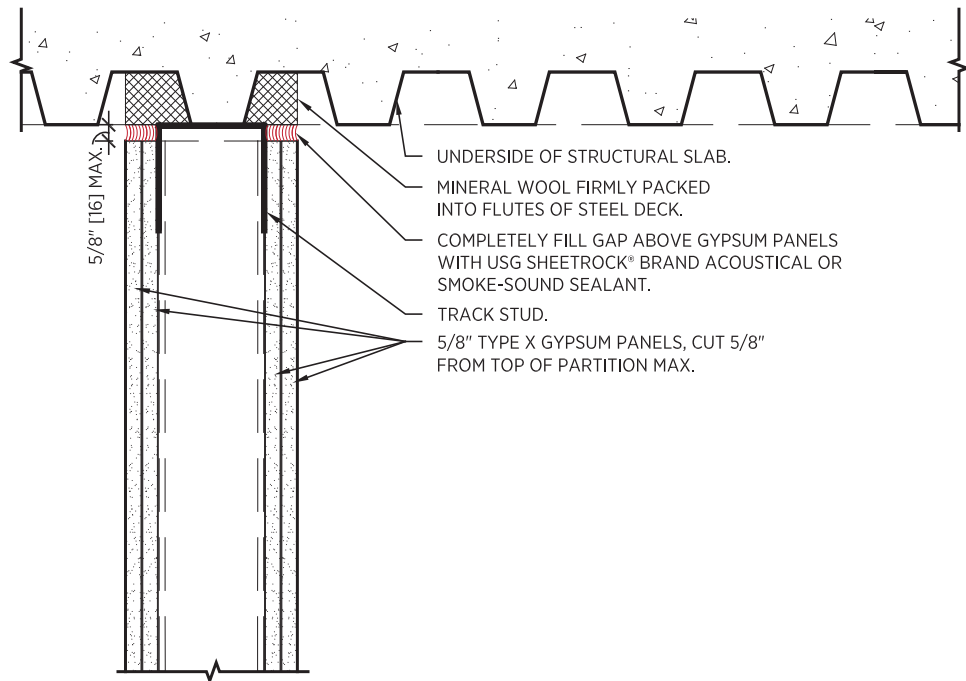 UNDERSIDE OF STRUCTURAL SLAB.
MINERAL WOOL FIRMLY PACKED
INTO FLUTES OF STEEL DECK.
COMPLETELY FILL GAP ABOVE GYPSUM PANELS
WITH USG SHEETROCK® BRAND ACOUSTICAL OR
SMOKE-SOUND SEALANT.
TRACK STUD.
5/8" TYPE X GYPSUM PANELS, CUT 5/8"
FROM TOP OF PARTITION MAX.
5/8" [16] MAX.